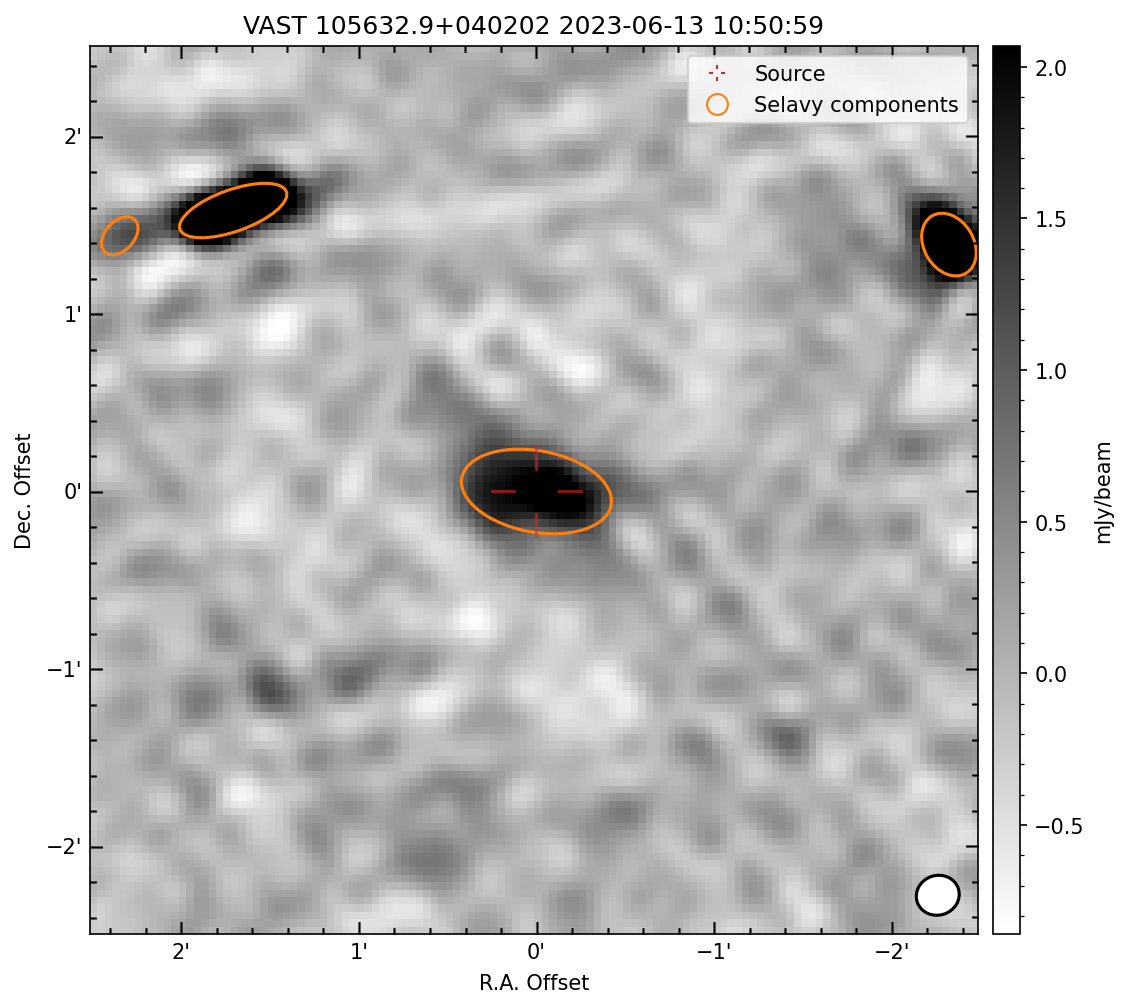 VAST 105632.9+040202 2023-06-13 10:50:59
Source
Selavy components
2'
1'
0'
−1'
−2'
Dec. Offset
2'
1'
0'
−1'
−2'
R.A. Offset
2.0
1.5
1.0
0.5
0.0
−0.5
mJy/beam